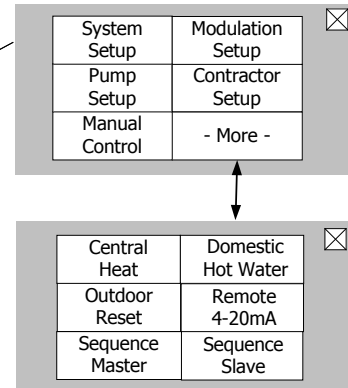 System
Setup
Modulation
Setup
Pump
Setup
Contractor
Setup
Manual
Control
- More -
Central
Heat
Domestic
Hot Water
Outdoor
Reset
Remote
4-20mA
Sequence
Master
Sequence
Slave